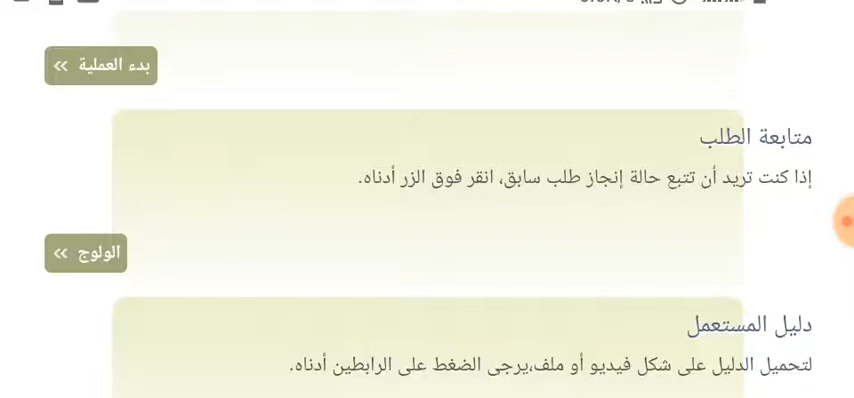 بدء العملية »
متابعة الطلب
إذا كنت تريد أن تتبع حالة إنجاز طلب سابق، انقر فوق الزر أدناه.
الولوج »
دليل المستعمل
لتحميل الدليل على شكل فيديو أو ملف،يرجى الضغط على الرابطين أدناه.